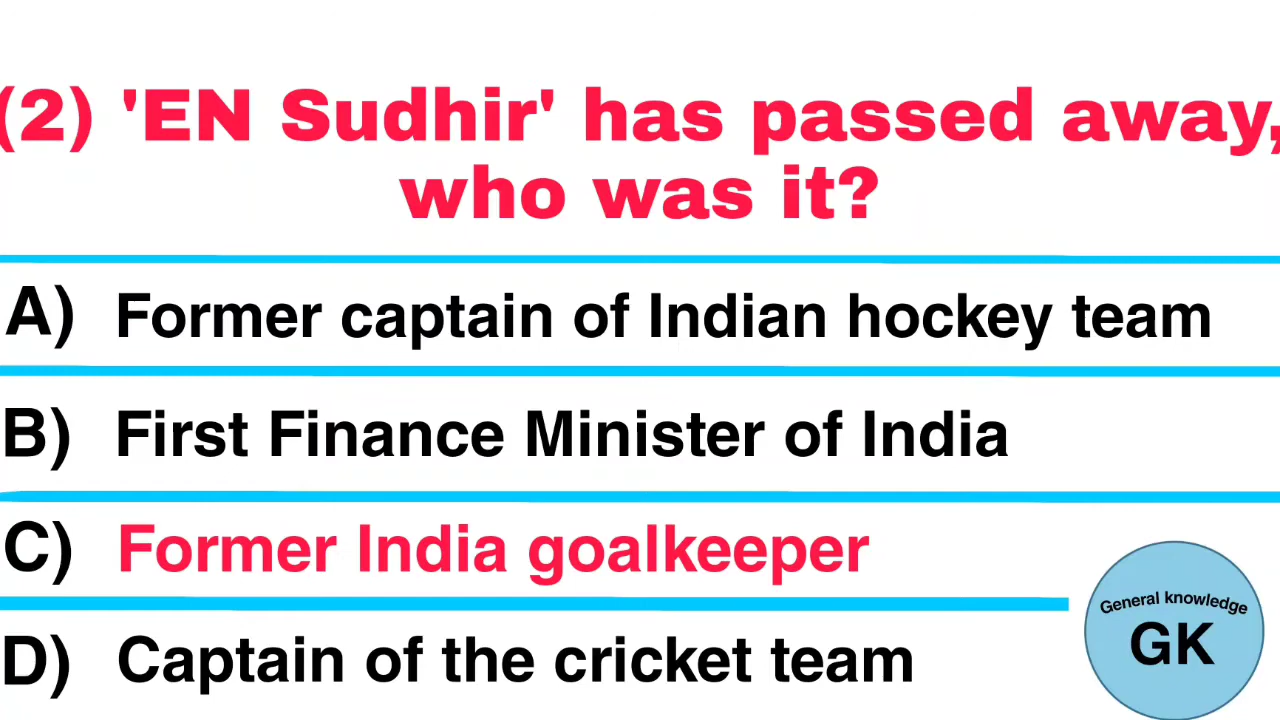 (2) 'EN Sudhir' has passed away,
who was it?
A) Former captain of Indian hockey team
B) First Finance Minister of India
C) Former India goalkeeper
D) Captain of the cricket team
General knowledge
GK